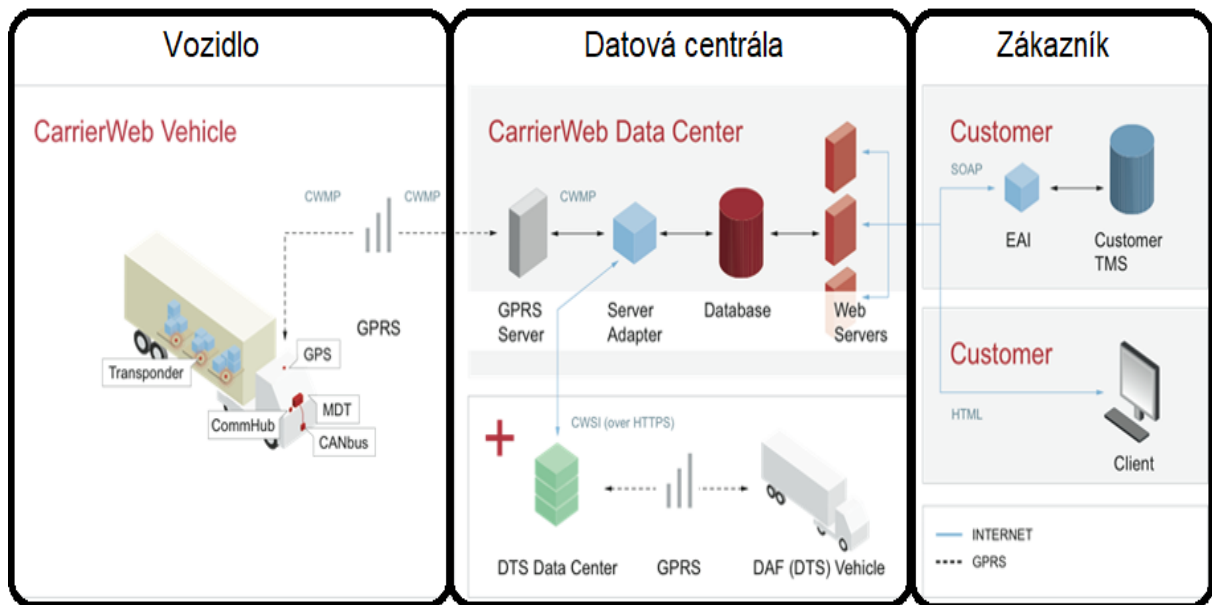 Vozidlo
CarrierWeb Vehicle
CWMP
CWMP
GPRS
Transponder
GPS
MDT
CommHub
CANbus
Datová centrála
CarrierWeb Data Center
CWMP
GPRS
Server
Server
Adapter
Database
Web
Servers
CWSI (over HTTPS)
DTS Data Center
GPRS
DAF (DTS) Vehicle
Zákazník
Customer
SOAP
EAI
Customer
TMS
Customer
HTML
Client
INTERNET
GPRS